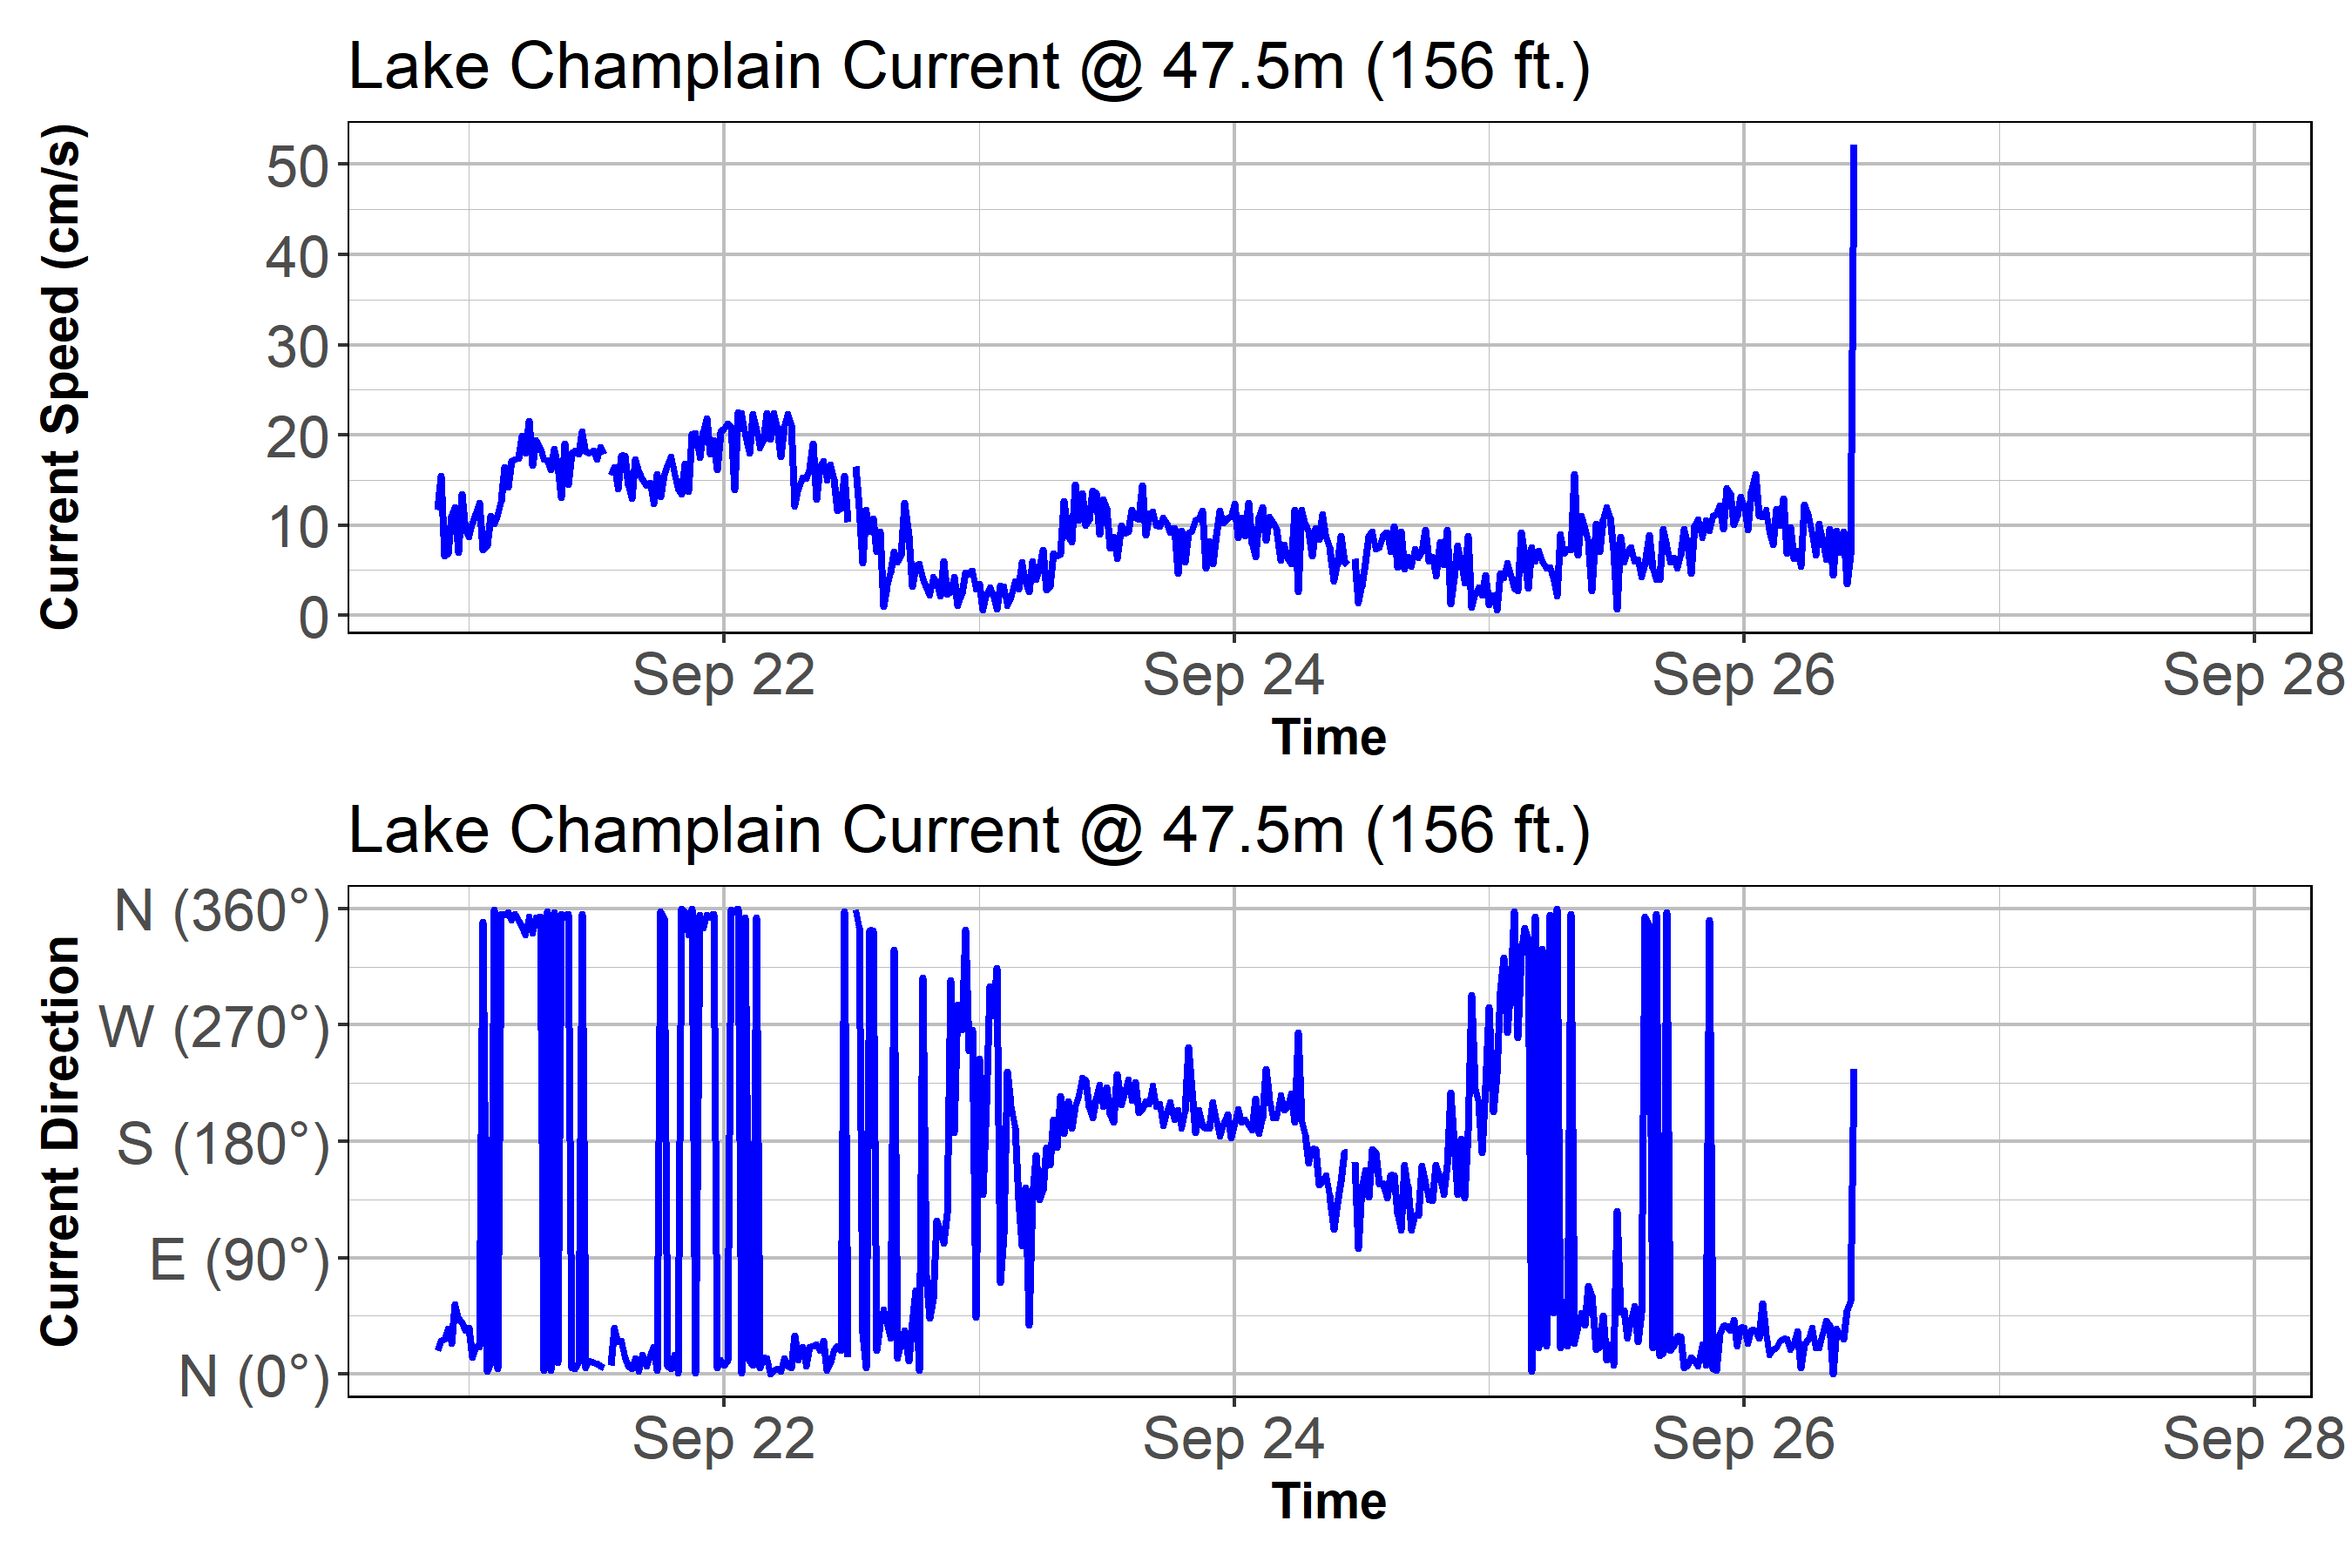 Lake Champlain Current @ 47.5m (156 ft.)
Current Speed (cm/s)
50
40
30
20
10
0
Sep 22 Sep 24 Sep 26 Sep 28
Time
Lake Champlain Current @ 47.5m (156 ft.)
Current Direction
N (360°)
W (270°)
S (180°)
E (90°)
N (0°)
Sep 22 Sep 24 Sep 26 Sep 28
Time